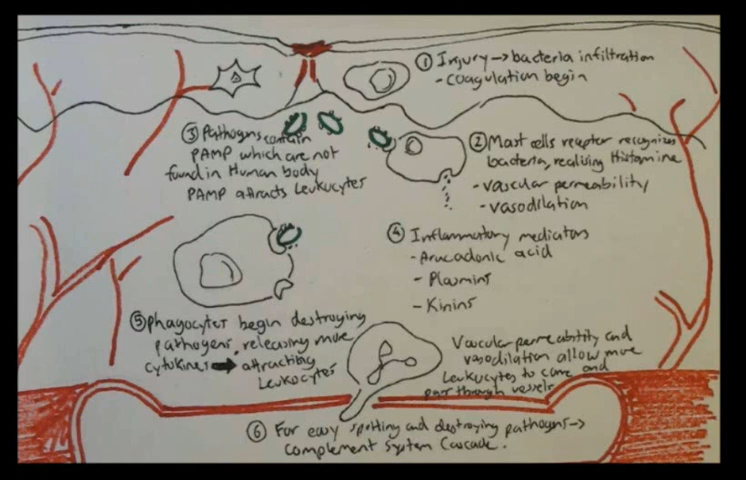 ① Injury → bacteria infiltration
- coagulation begin
② Mast cells receptor recognizes
bacteria, realising Histamine
- vascular permeability
- vasodilation
③ Pathogens contain
PAMP which are not
found in Human body
PAMP attracts Leukocytes
④ Inflammatory mediators
- Aracadonic acid
- Plasmins
- Kinins
⑤ Phagocytes begin destroying
pathogens, releasing more
cytokines → attracting
Leukocytes
Vascular permeability and
vasodilation allow more
Leukocytes to come and
pass through vessels
⑥ For easy spotting and destroying pathogens →
Complement System Cascade.